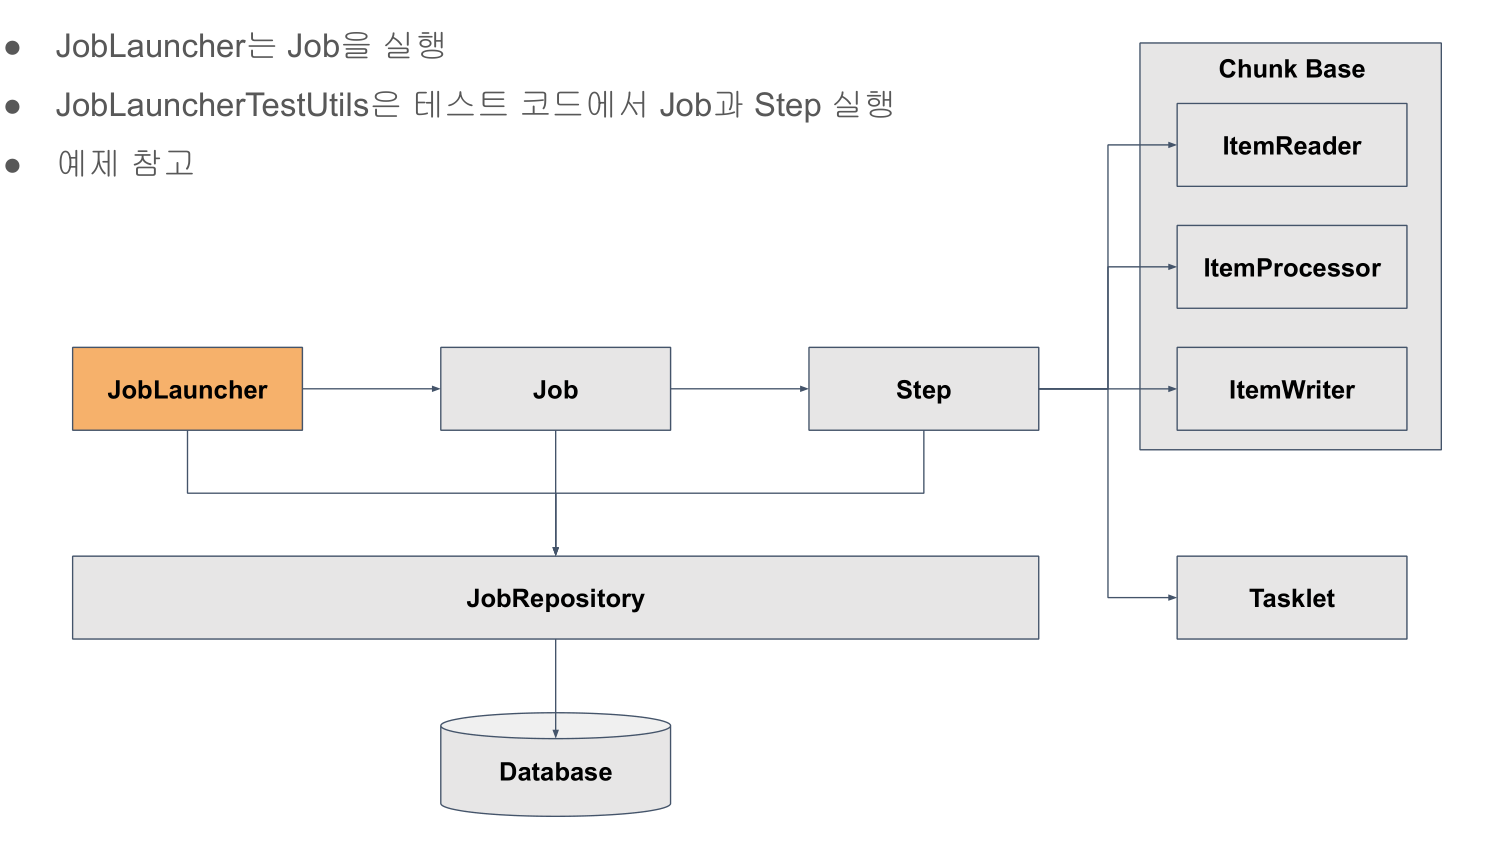 ● JobLauncher는 Job을 실행
● JobLauncherTestUtils은 테스트 코드에서 Job과 Step 실행
● 예제 참고
Chunk Base
ItemReader
ItemProcessor
JobLauncher
Job
Step
ItemWriter
JobRepository
Tasklet
Database